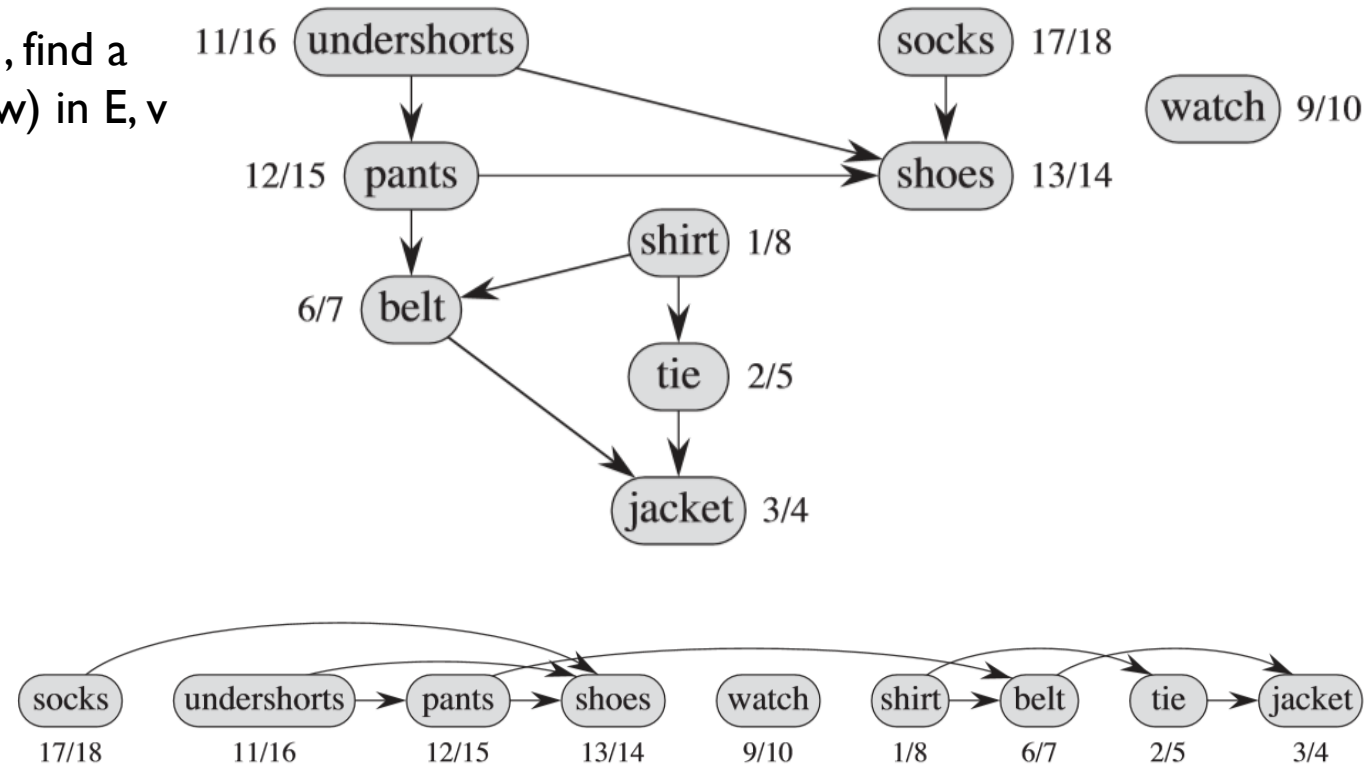 , find a
w) in E, v
11/16 undershorts
socks 17/18
watch 9/10
12/15 pants
shoes 13/14
shirt 1/8
6/7 belt
tie 2/5
jacket 3/4
socks undershorts pants shoes watch shirt belt tie jacket
17/18 11/16 12/15 13/14 9/10 1/8 6/7 2/5 3/4